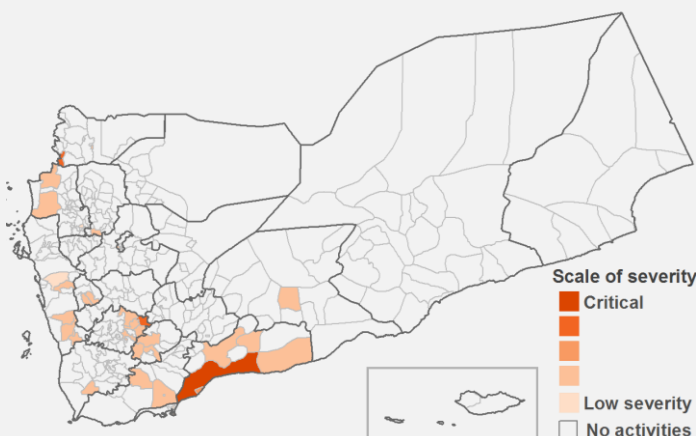 Scale of severity
Critical
Low severity
No activities